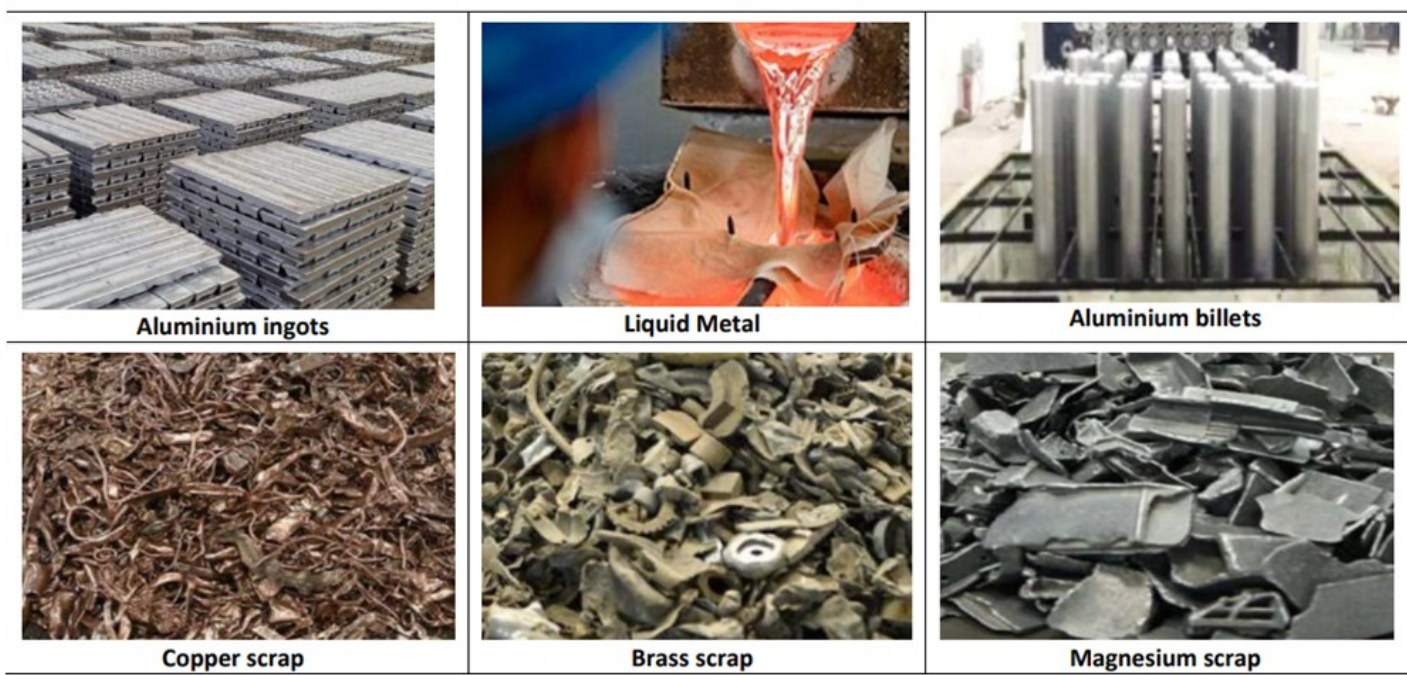 Aluminium ingots
Liquid Metal
Aluminium billets
Copper scrap
Brass scrap
Magnesium scrap